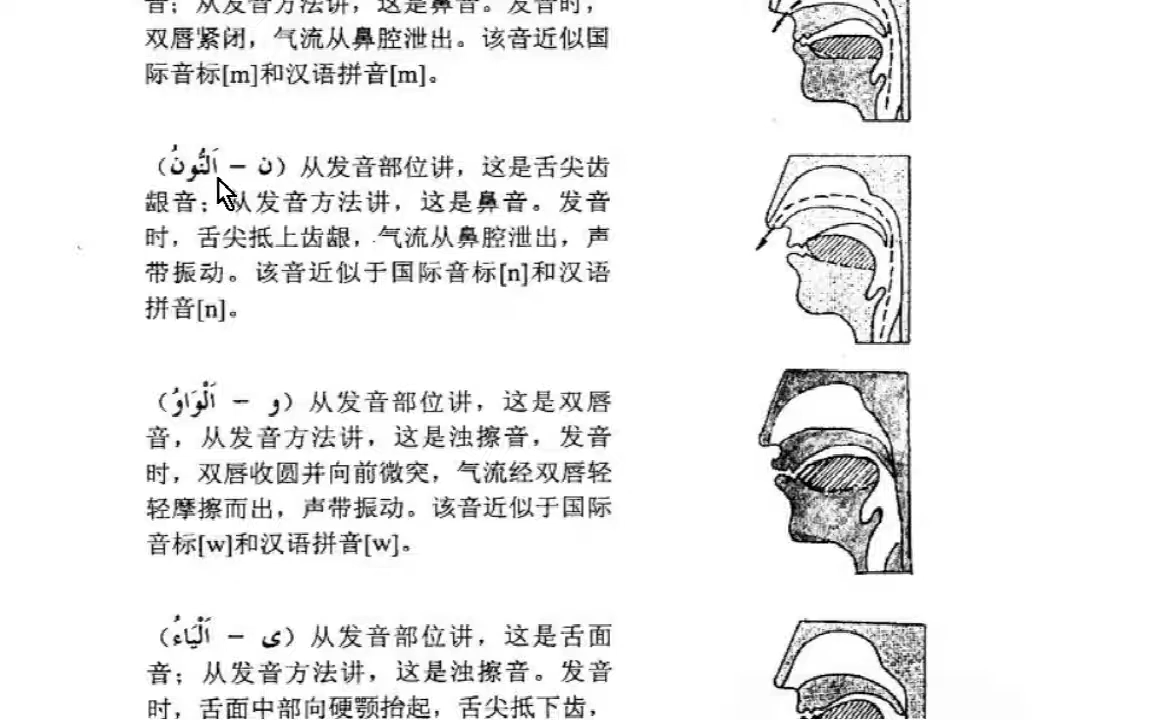 音；从发音方法讲，这是鼻音。发音时，
双唇紧闭，气流从鼻腔泄出。该音近似国
际音标[m]和汉语拼音[m]。
（ن – اَلنُّونُ）从发音部位讲，这是舌尖齿
龈音；从发音方法讲，这是鼻音。发音
时，舌尖抵上齿龈，气流从鼻腔泄出，声
带振动。该音近似于国际音标[n]和汉语
拼音[n]。
（و – اَلْوَاوُ）从发音部位讲，这是双唇
音，从发音方法讲，这是浊擦音，发音
时，双唇收圆并向前微突，气流经双唇轻
轻摩擦而出，声带振动。该音近似于国际
音标[w]和汉语拼音[w]。
（ى – اَلْيَاءُ）从发音部位讲，这是舌面
音；从发音方法讲，这是浊擦音。发音
时，舌面中部向硬颚抬起，舌尖抵下齿，